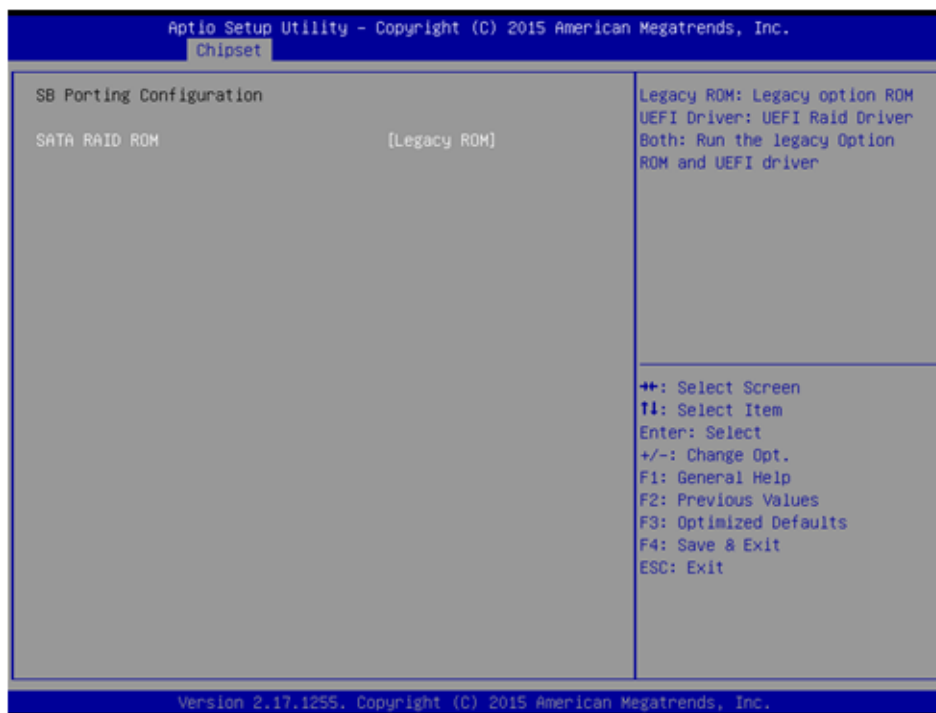 Aptio Setup Utility – Copyright (C) 2015 American Megatrends, Inc.
Chipset
SB Porting Configuration
SATA RAID ROM [Legacy ROM]
Legacy ROM: Legacy option ROM
UEFI Driver: UEFI Raid Driver
Both: Run the legacy Option
ROM and UEFI driver
→←: Select Screen
↑↓: Select Item
Enter: Select
+/-: Change Opt.
F1: General Help
F2: Previous Values
F3: Optimized Defaults
F4: Save & Exit
ESC: Exit
Version 2.17.1255. Copyright (C) 2015 American Megatrends, Inc.